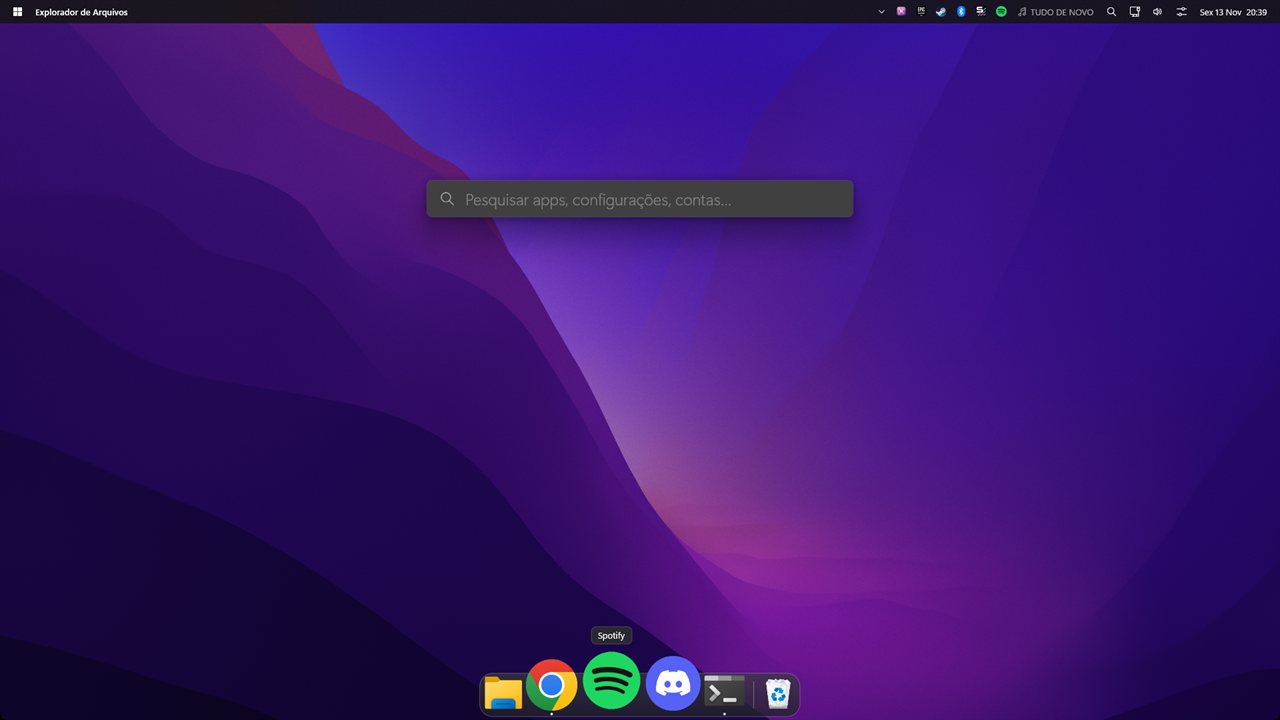 Explorador de Arquivos
TUDO DE NOVO
Sex 13 Nov 20:39
Pesquisar apps, configurações, contas...
Spotify